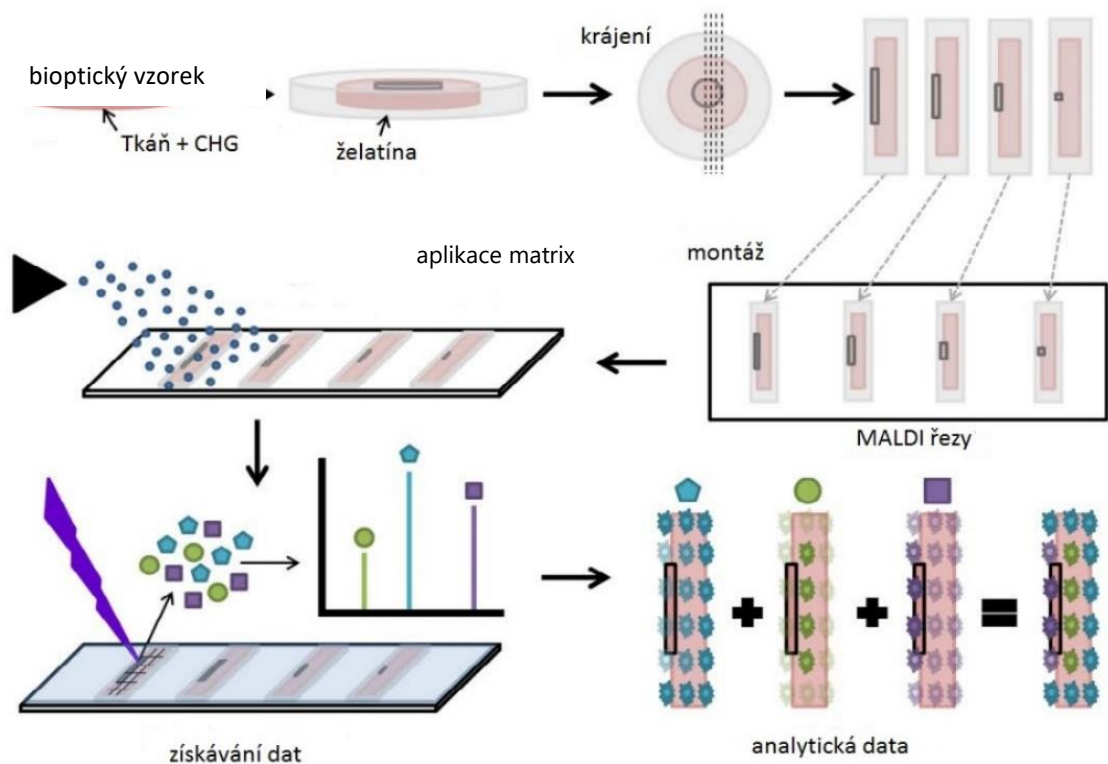 bioptický vzorek
Tkáň + CHG
želatína
krájení
montáž
aplikace matrix
MALDI řezy
získávání dat
analytická data